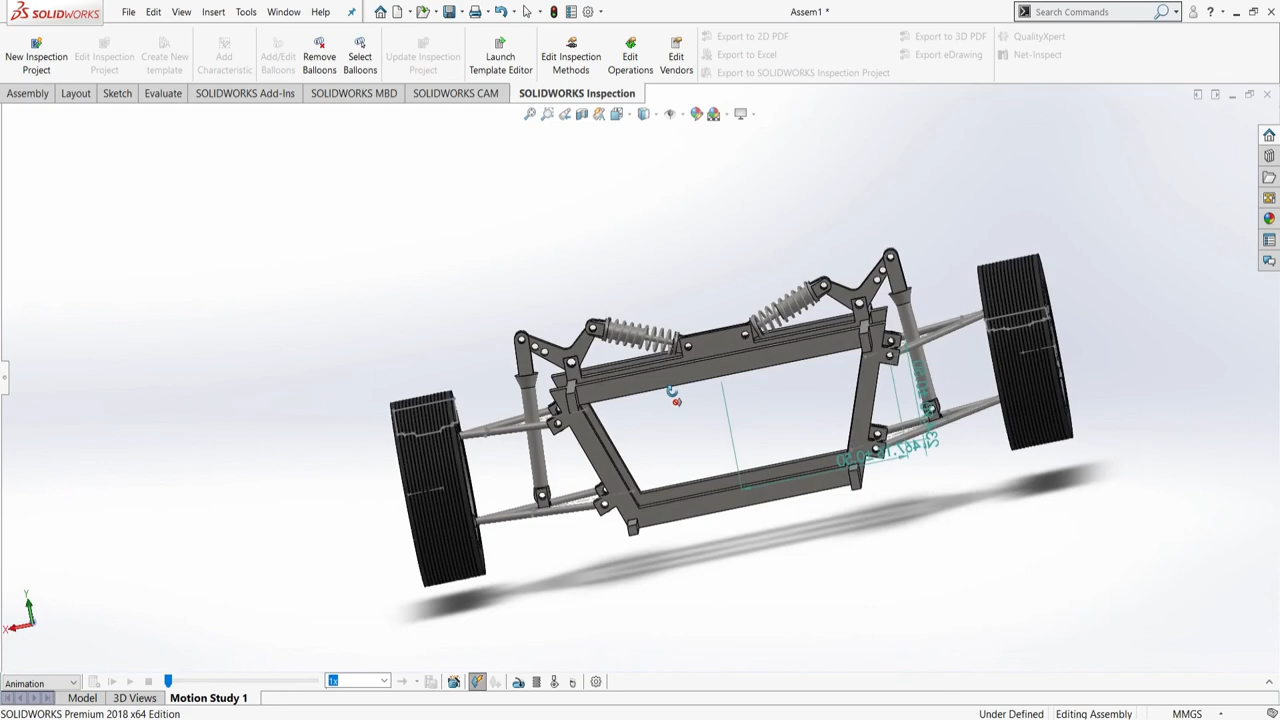 SOLIDWORKS
File Edit View Insert Tools Window Help
Assem1 *
Search Commands
New Inspection Project
Edit Inspection Project
Create New template
Add Characteristic
Add/Edit Balloons
Remove Balloons
Select Balloons
Update Inspection Project
Launch Template Editor
Edit Inspection Methods
Edit Operations
Edit Vendors
Export to 2D PDF
Export to Excel
Export to SOLIDWORKS Inspection Project
Export to 3D PDF
Export eDrawing
QualityXpert
Net-Inspect
Assembly Layout Sketch Evaluate SOLIDWORKS Add-Ins SOLIDWORKS MBD SOLIDWORKS CAM SOLIDWORKS Inspection
Y
X
Animation
1x
Model 3D Views Motion Study 1
SOLIDWORKS Premium 2018 x64 Edition
Under Defined Editing Assembly MMGS